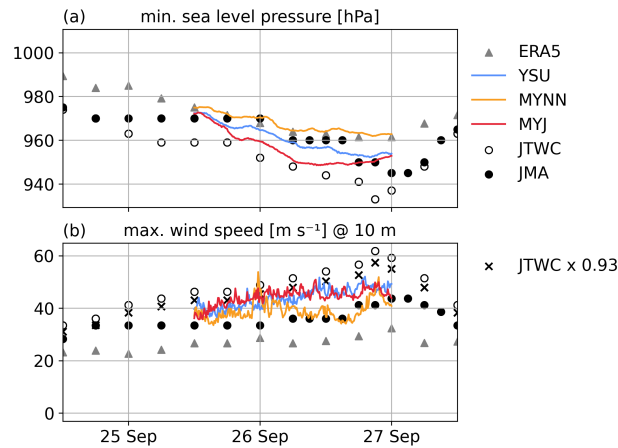 (a) min. sea level pressure [hPa]
1000
980
960
940
ERA5
YSU
MYNN
MYJ
JTWC
JMA
(b) max. wind speed [m s⁻¹] @ 10 m
60
40
20
0
JTWC x 0.93
25 Sep 26 Sep 27 Sep